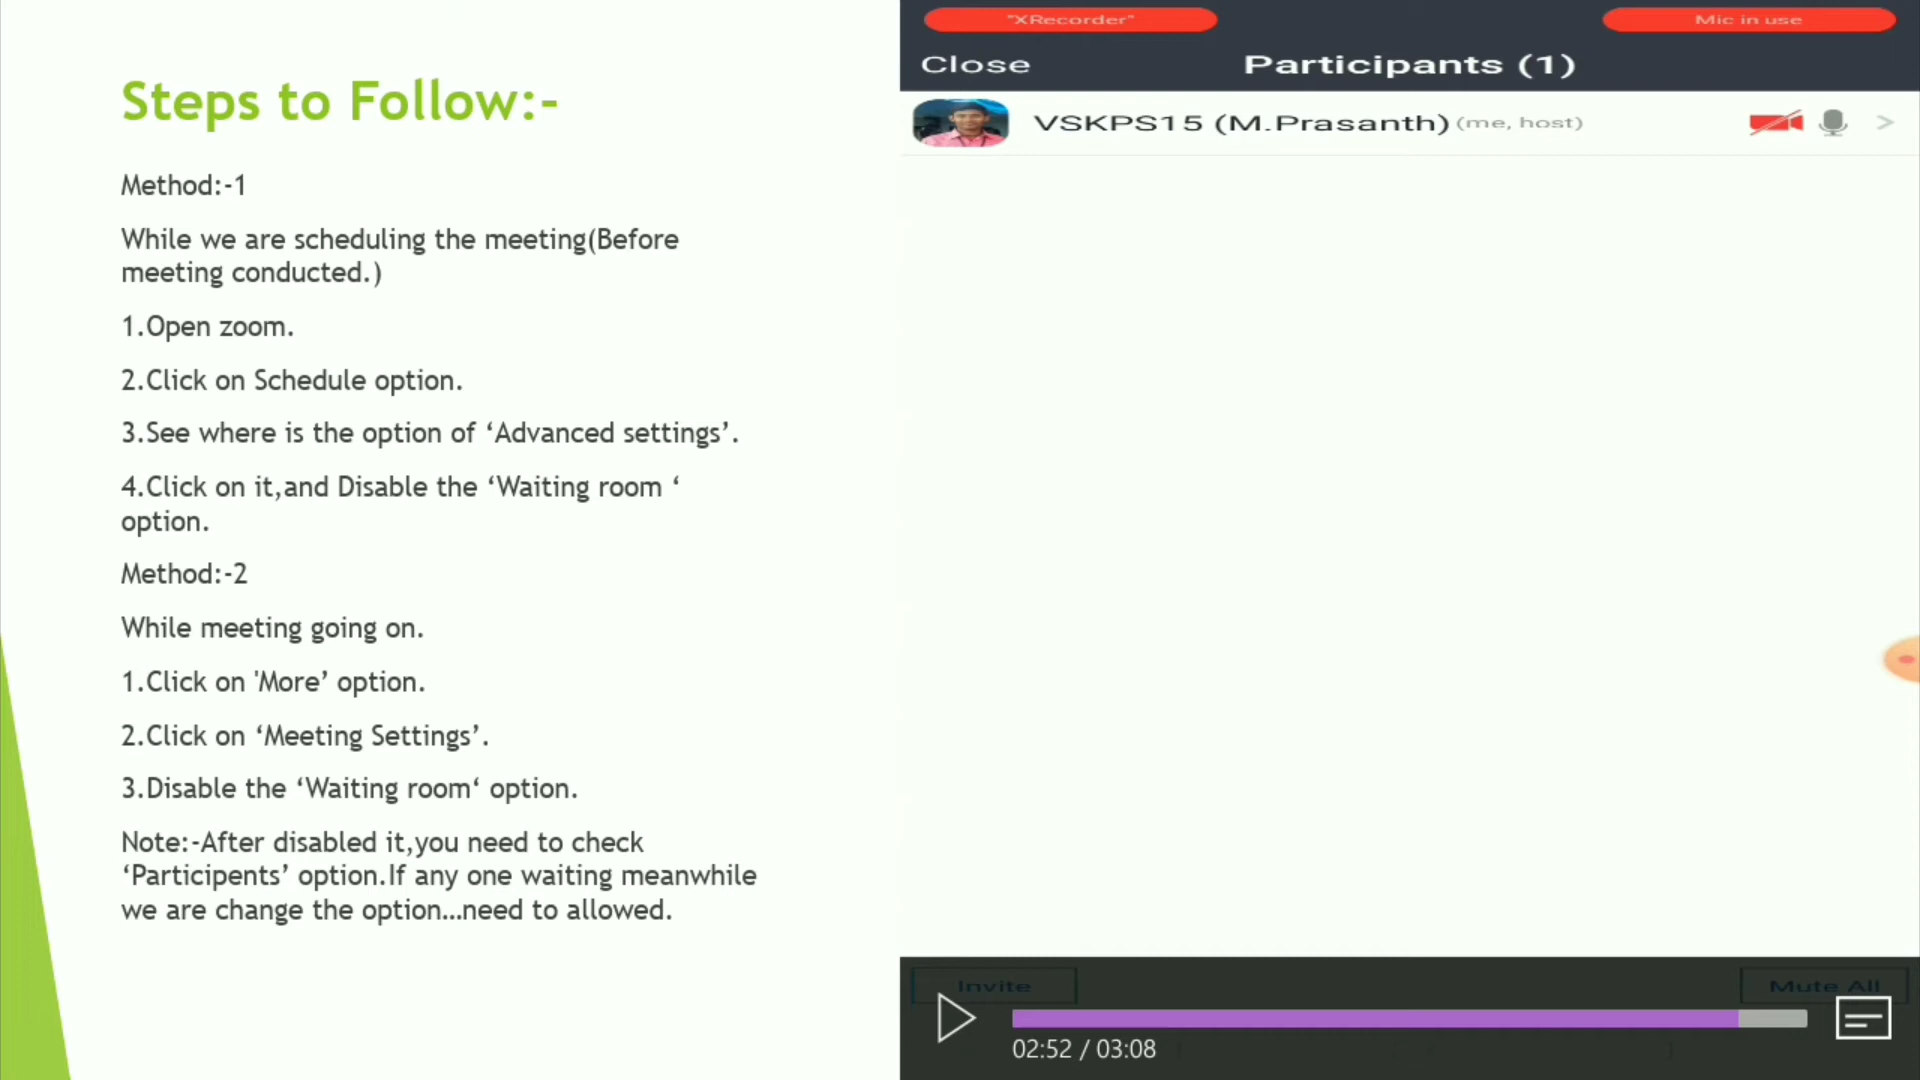 Steps to Follow:-
Method:-1
While we are scheduling the meeting(Before
meeting conducted.)
1.Open zoom.
2.Click on Schedule option.
3.See where is the option of ‘Advanced settings’.
4.Click on it,and Disable the ‘Waiting room ‘
option.
Method:-2
While meeting going on.
1.Click on 'More’ option.
2.Click on ‘Meeting Settings’.
3.Disable the ‘Waiting room‘ option.
Note:-After disabled it,you need to check
‘Participents’ option.If any one waiting meanwhile
we are change the option…need to allowed.
"XRecorder"
Mic in use
Close
Participants (1)
VSKPS15 (M.Prasanth) (me, host)
Invite
Mute All
02:52 / 03:08